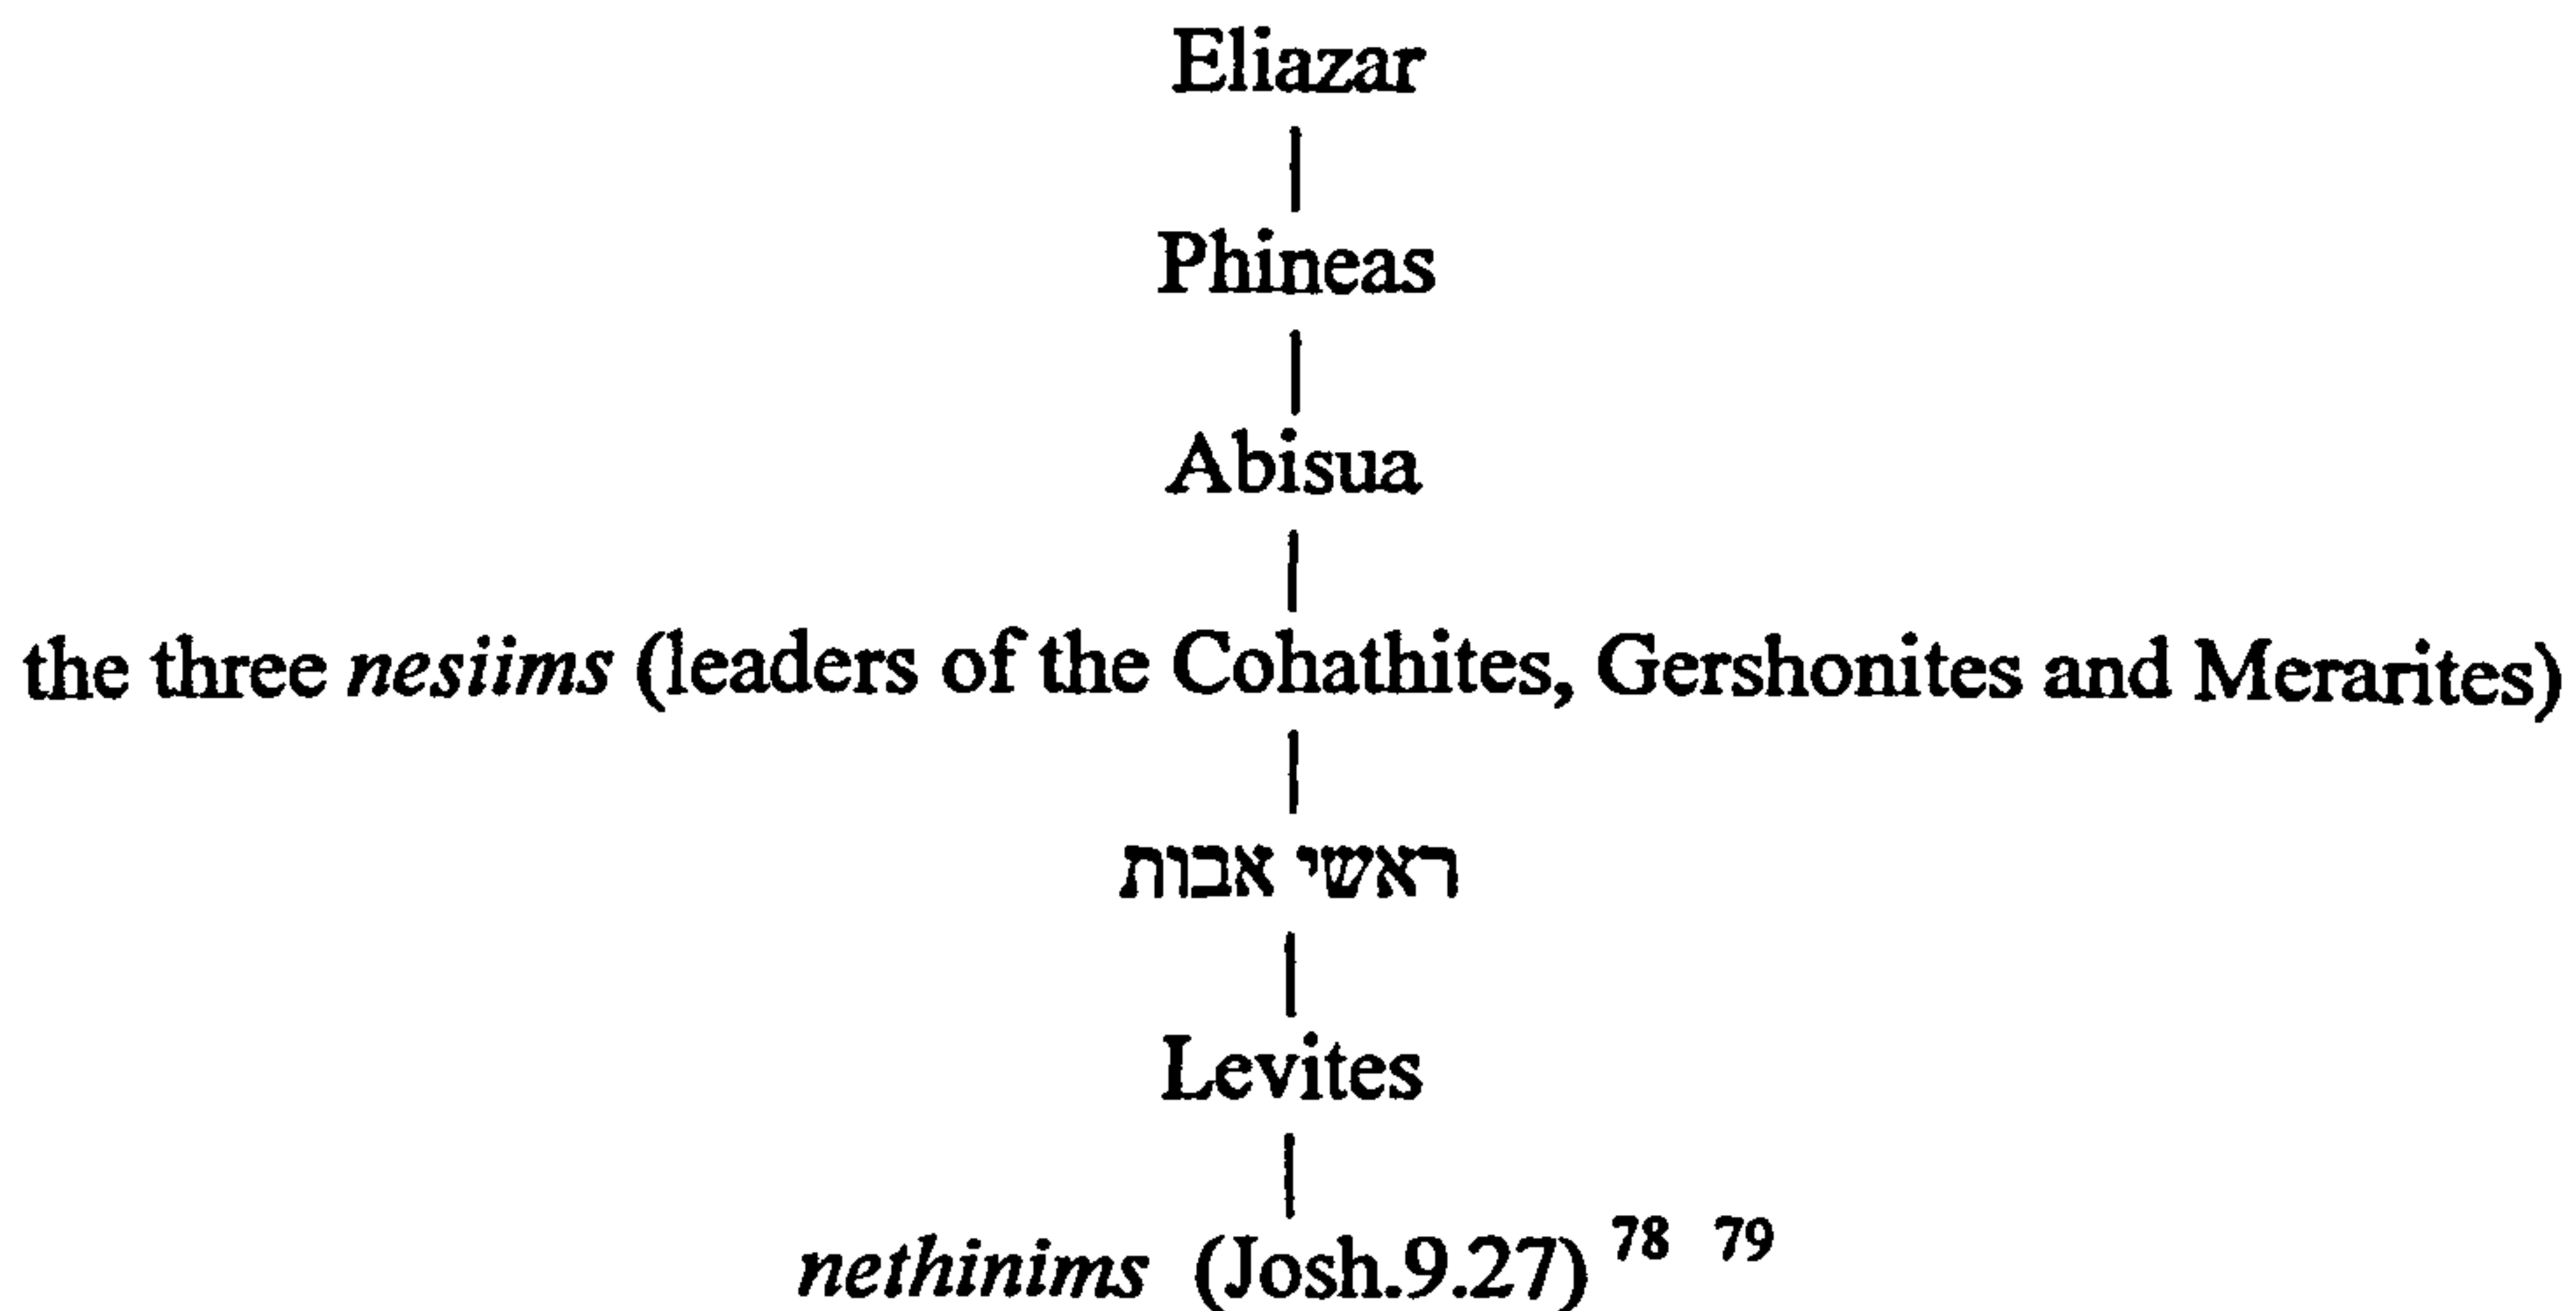 Eliazar
Phineas
Abisua
the three nesiims (leaders of the Cohathites, Gershonites and Merarites)
ראשי אבות
Levites
nethinims (Josh.9.27) 78 79